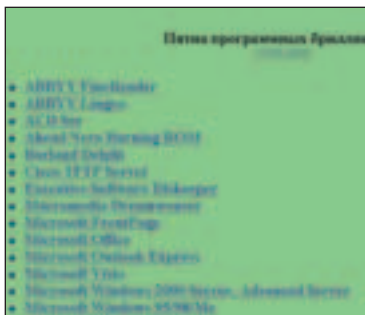 программных
ABBYY FineReader
ABBYY Lingvo
ACDSee
Ahead Nero Burning ROM
Borland Delphi
Cisco TFTP Server
Executive Software Diskeeper
Macromedia Dreamweaver
Microsoft FrontPage
Microsoft Office
Microsoft Outlook Express
Microsoft Visio
Microsoft Windows 2000 Server, Advanced Server
Microsoft Windows 95/98/Me